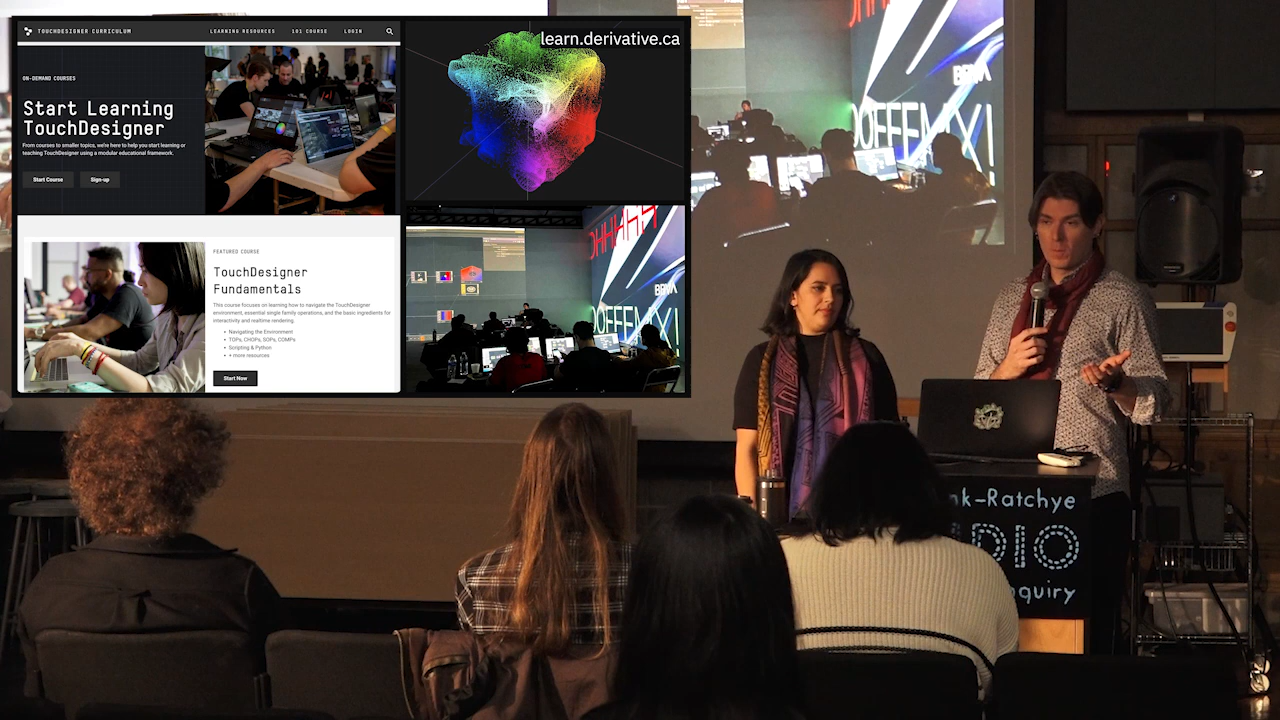 TOUCHDESIGNER CURRICULUM
LEARNING RESOURCES
101 COURSE
LOGIN
learn.derivative.ca
ON-DEMAND COURSES
Start Learning
TouchDesigner
From courses to smaller topics, we're here to help you start learning or
teaching TouchDesigner using a modular educational framework.
Start Course
Sign-up
FEATURED COURSE
TouchDesigner
Fundamentals
This course focuses on learning how to navigate the TouchDesigner
environment, essential single family operations, and the basic ingredients for
interactivity and realtime rendering.
• Navigating the Environment
• TOPs, CHOPs, SOPs, COMPs
• Scripting & Python
• + more resources
Start Now
nk-Ratchye
DIO
quiry